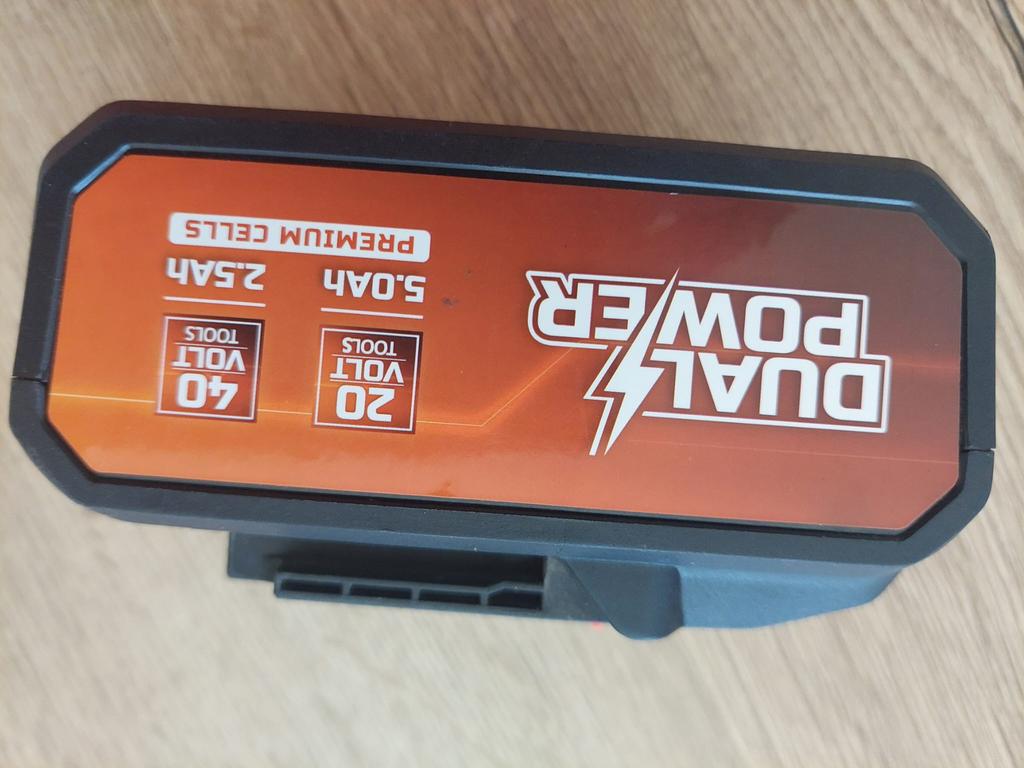 DUAL
POWER
20
VOLT
TOOLS
5.0Ah
40
VOLT
TOOLS
2.5Ah
PREMIUM CELLS